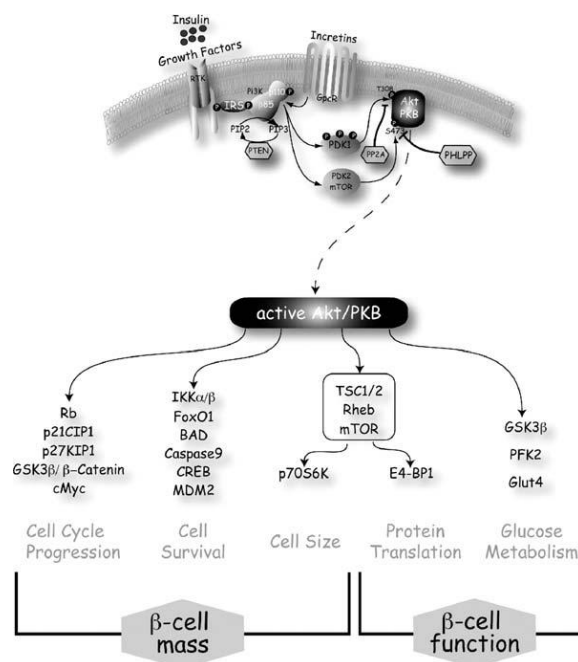 Insulin
Growth Factors
Incretins
RTK
IRS
Pi3K
P
GpcR
T308
Akt
PKB
PIP2
PIP3
PTEN
PDK1
PP2A
S47
PHLPP
PDK2
mTOR
active Akt/PKB
Rb
p21CIP1
p27KIP1
GSK3β/ β-Catenin
cMyc
IKKα/β
FoxO1
BAD
Caspase9
CREB
MDM2
TSC1/2
Rheb
mTOR
p70S6K
E4-BP1
GSK3β
PFK2
Glut4
Cell Cycle
Progression
Cell
Survival
Cell Size
Protein
Translation
Glucose
Metabolism
β-cell
mass
β-cell
function